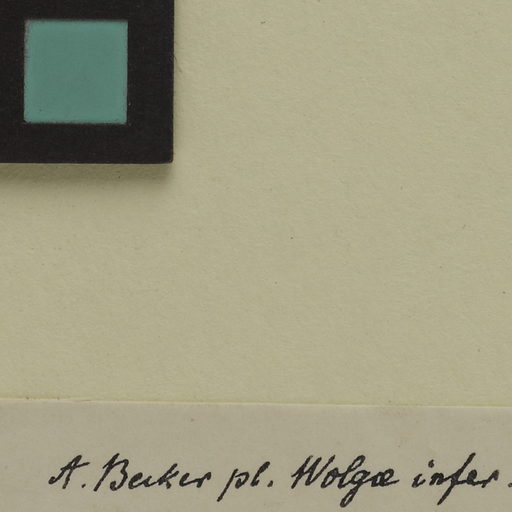 A. Becker pl. Wolgæ infer.